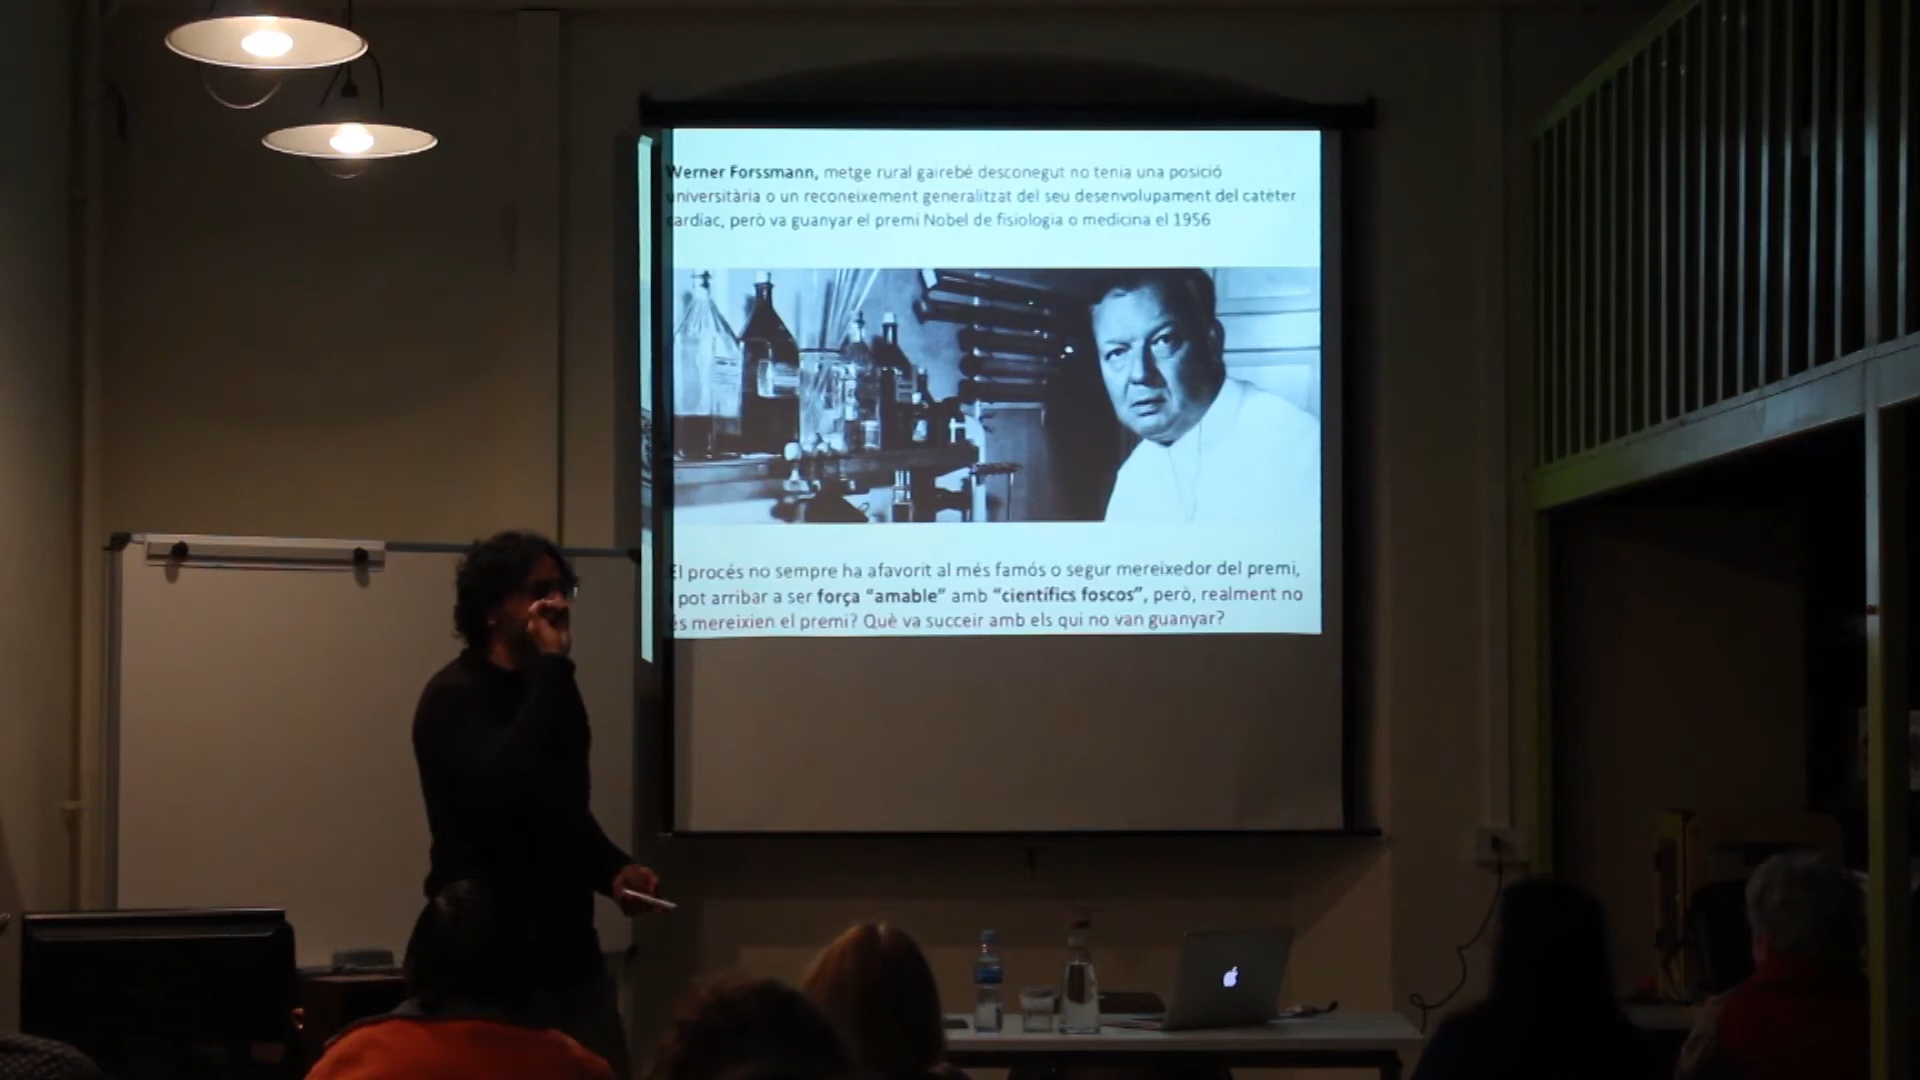 Werner Forssmann, metge rural gairebé desconegut no tenia una posició
universitària o un reconeixement generalitzat del seu desenvolupament del catèter
cardíac, però va guanyar el premi Nobel de fisiologia o medicina el 1956
El procés no sempre ha afavorit al més famós o segur mereixedor del premi,
i pot arribar a ser força “amable” amb “científics foscos”, però, realment no
és mereixien el premi? Què va succeir amb els qui no van guanyar?